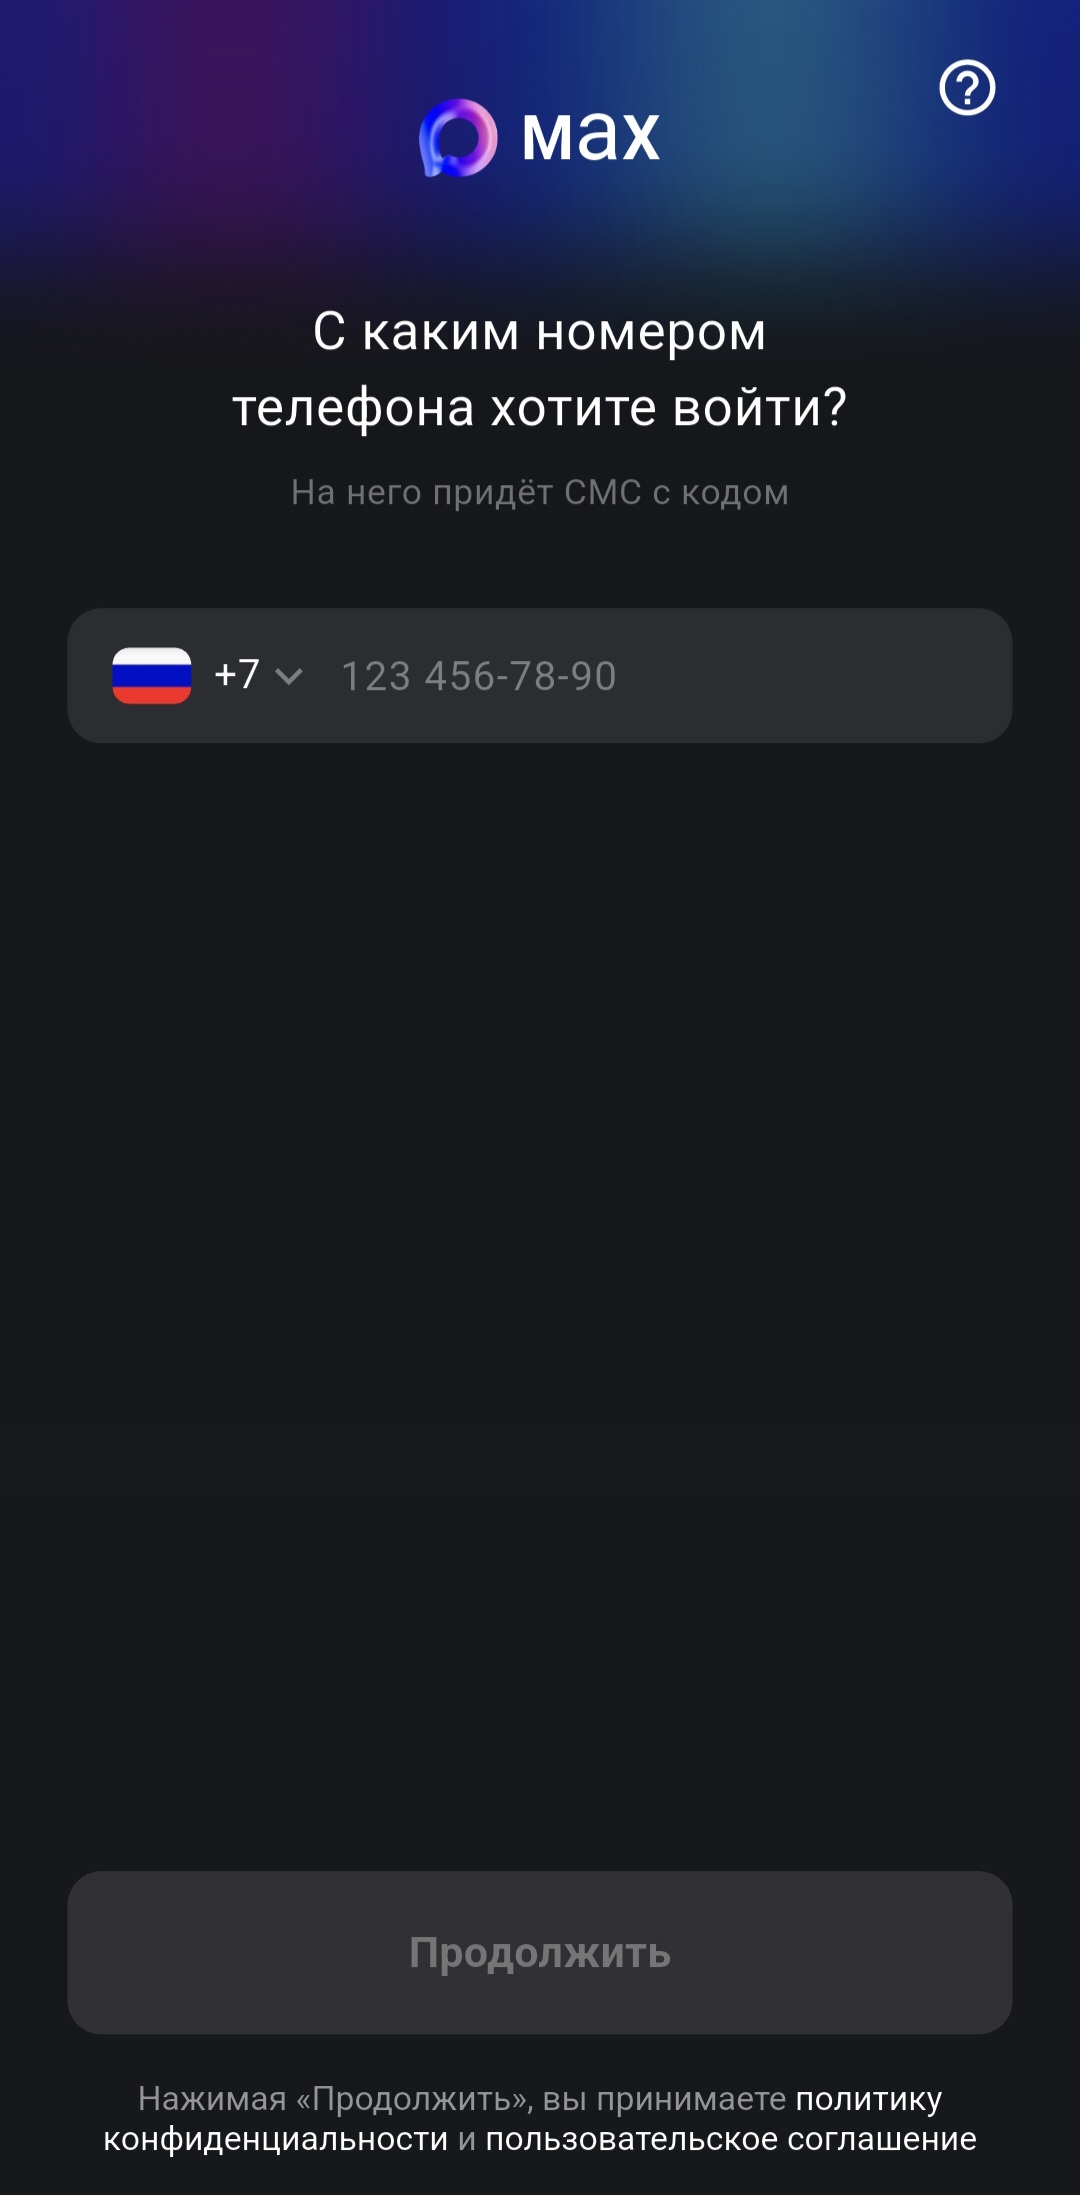 мах
С каким номером
телефона хотите войти?
На него придёт СМС с кодом
+7 123 456-78-90
Продолжить
Нажимая «Продолжить», вы принимаете политику
конфиденциальности и пользовательское соглашение